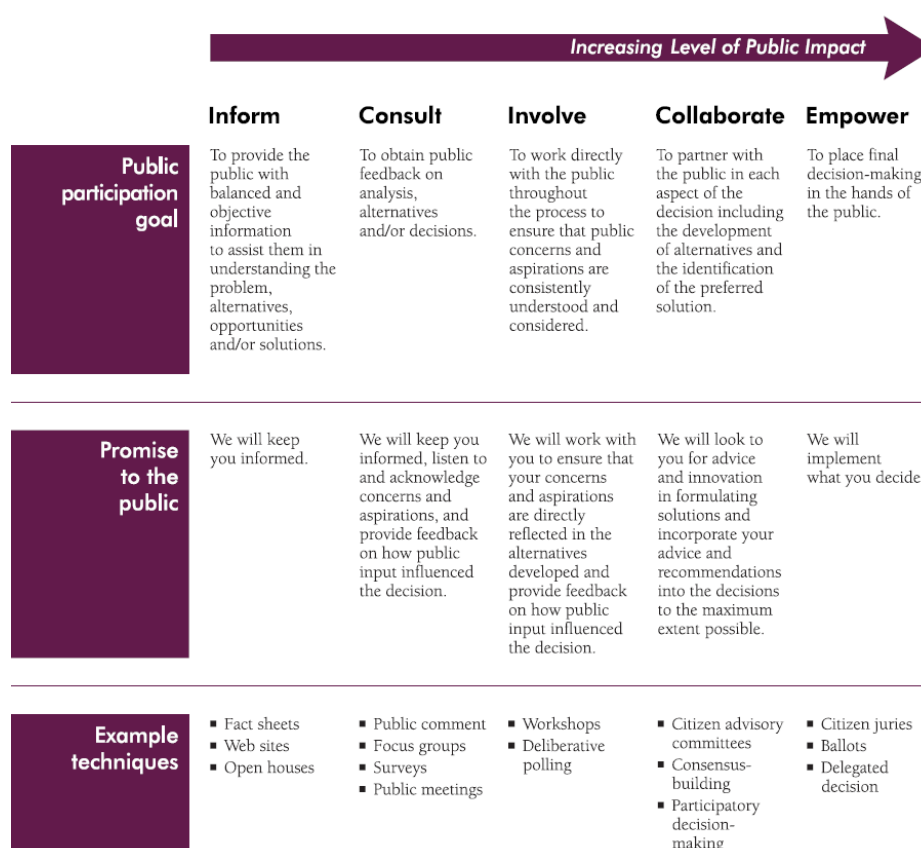 Increasing Level of Public Impact
Inform
Consult
Involve
Collaborate
Empower
Public
participation
goal
To provide the
public with
balanced and
objective
information
to assist them in
understanding the
problem,
alternatives,
opportunities
and/or solutions.
To obtain public
feedback on
analysis,
alternatives
and/or decisions.
To work directly
with the public
throughout
the process to
ensure that public
concerns and
aspirations are
consistently
understood and
considered.
To partner with
the public in each
aspect of the
decision including
the development of
alternatives and
the identification
of the preferred
solution.
To place final
decision-making
in the hands of
the public.
Promise
to the
public
We will keep
you informed.
We will keep you
informed, listen to
and acknowledge
concerns and
aspirations, and
provide feedback
on how public
input influenced
the decision.
We will work with
you to ensure that
your concerns
and aspirations
are directly
reflected in the
alternatives
developed and
provide feedback
on how public
input influenced
the decision.
We will look to
you for advice
and innovation
in formulating
solutions and
incorporate your
advice and
recommendations
into the decisions
to the maximum
extent possible.
We will
implement
what you decide
Example
techniques
▪ Fact sheets
▪ Web sites
▪ Open houses
▪ Public comment
▪ Focus groups
▪ Surveys
▪ Public meetings
▪ Workshops
▪ Deliberative
polling
▪ Citizen advisory
committees
▪ Consensus-
building
▪ Participatory
decision-
making
▪ Citizen juries
▪ Ballots
▪ Delegated
decision